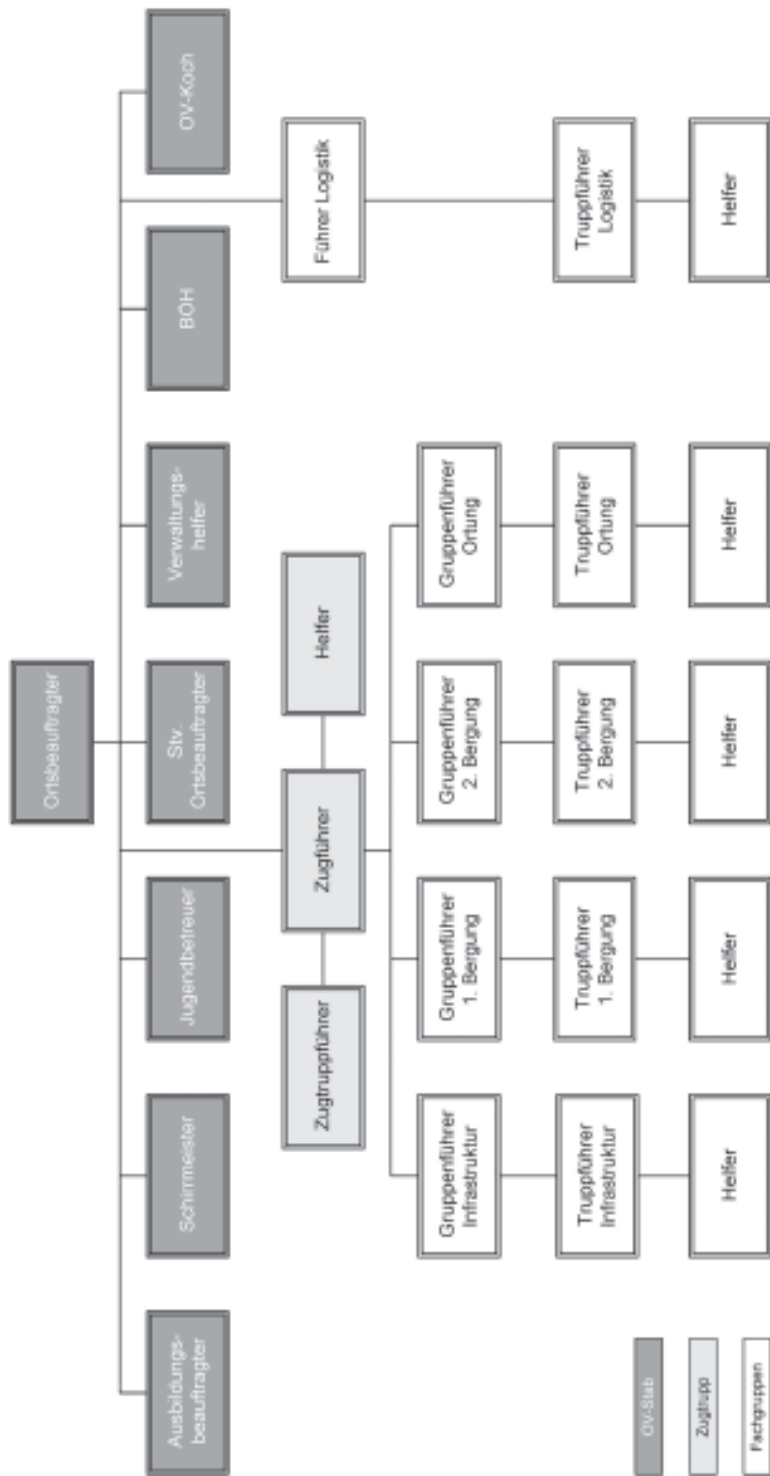 Ortsbeauftragter
Ausbildungs-
beauftragter
Schirrmeister
Jugendbetreuer
Stv.
Ortsbeauftragter
Verwaltungs-
helfer
BÖH
OV-Koch
Zugtruppführer
Zugführer
Helfer
Führer Logistik
Gruppenführer
Infrastruktur
Gruppenführer
1. Bergung
Gruppenführer
2. Bergung
Gruppenführer
Ortung
Truppführer
Infrastruktur
Truppführer
1. Bergung
Truppführer
2. Bergung
Truppführer
Ortung
Truppführer
Logistik
Helfer
Helfer
Helfer
Helfer
Helfer
OV-Stab
Zugtrupp
Fachgruppen